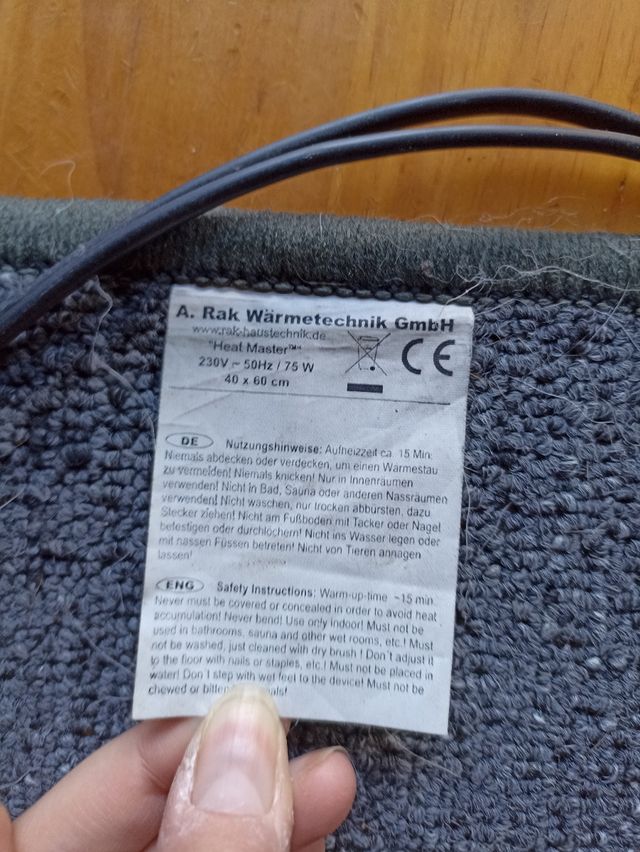 A. Rak Wärmetechnik GmbH
www.rak-haustechnik.de
"Heat Master™"
230V ~ 50Hz / 75 W
40 x 60 cm
CE
DE Nutzungshinweise: Aufheizzeit ca. 15 Min.
Niemals abdecken oder verdecken, um einen Wärmestau
zu vermeiden! Niemals knicken! Nur in Innenräumen
verwenden! Nicht in Bad, Sauna oder anderen Nassräumen
verwenden! Nicht waschen, nur trocken abbürsten, dazu
Stecker ziehen! Nicht am Fußboden mit Tacker oder Nagel
befestigen oder durchlöchern! Nicht ins Wasser legen oder
mit nassen Füssen betreten! Nicht von Tieren annagen
lassen!
ENG Safety Instructions: Warm-up-time ~15 min.
Never must be covered or concealed in order to avoid heat
accumulation! Never bend! Use only indoor! Must not be
used in bathrooms, sauna and other wet rooms, etc.! Must
not be washed, just cleaned with dry brush ! Don't adjust it
to the floor with nails or staples, etc.! Must not be placed in
water! Don't step with wet feet to the device! Must not be
chewed or bitten